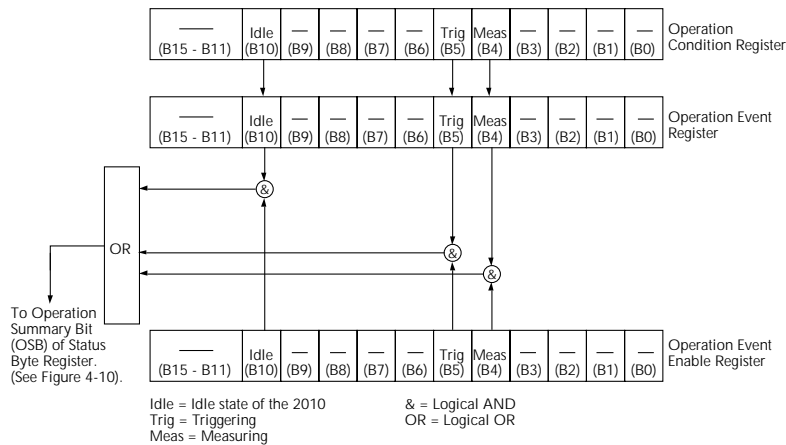 Idle — — — — Trig Meas — — — —
(B15 - B11) (B10) (B9) (B8) (B7) (B6) (B5) (B4) (B3) (B2) (B1) (B0)
Operation
Condition Register
Idle — — — — Trig Meas — — — —
(B15 - B11) (B10) (B9) (B8) (B7) (B6) (B5) (B4) (B3) (B2) (B1) (B0)
Operation Event
Register
&
OR
&
&
To Operation
Summary Bit
(OSB) of Status
Byte Register.
(See Figure 4-10).
Idle — — — — Trig Meas — — — —
(B15 - B11) (B10) (B9) (B8) (B7) (B6) (B5) (B4) (B3) (B2) (B1) (B0)
Operation Event
Enable Register
Idle = Idle state of the 2010
Trig = Triggering
Meas = Measuring
& = Logical AND
OR = Logical OR